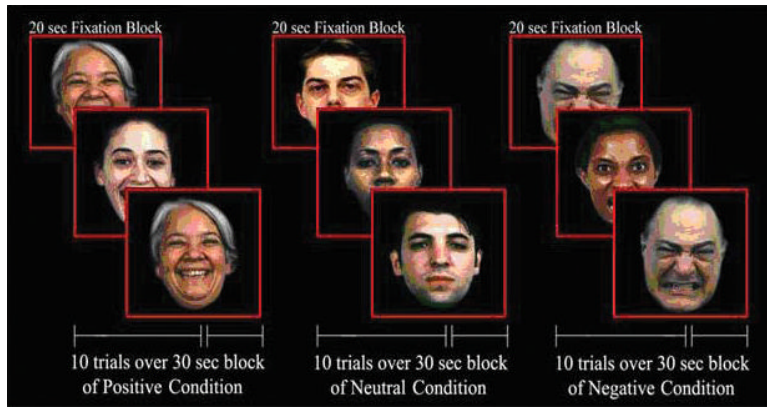 20 sec Fixation Block
20 sec Fixation Block
20 sec Fixation Block
10 trials over 30 sec block
of Positive Condition
10 trials over 30 sec block
of Neutral Condition
10 trials over 30 sec block
of Negative Condition